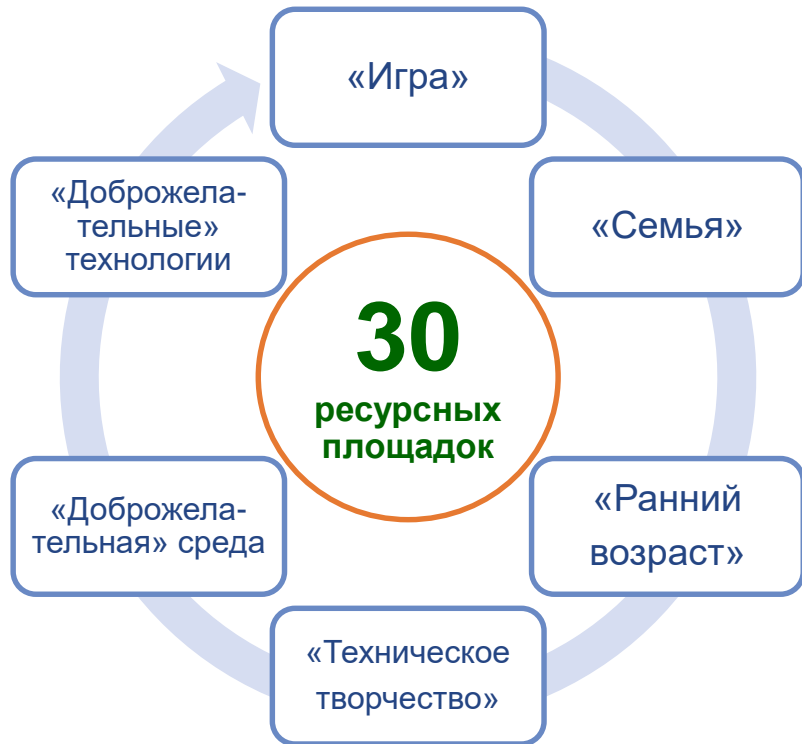 «Игра»
«Семья»
«Ранний
возраст»
«Техническое
творчество»
«Доброжела-
тельная» среда
«Доброжела-
тельные»
технологии
30
ресурсных
площадок